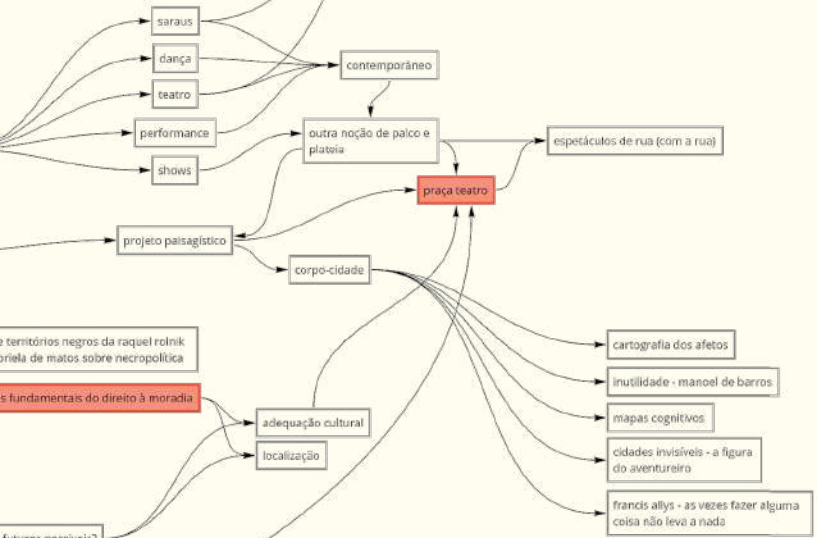 saraus
dança
contemporâneo
teatro
performance
outra noção de palco e
plateia
espetáculos de rua (com a rua)
shows
praça teatro
projeto paisagístico
corpo-cidade
e territórios negros da raquel rolnik
briela de matos sobre necropolítica
cartografia dos afetos
inutilidade - manoel de barros
s fundamentais do direito à moradia
mapas cognitivos
adequação cultural
localização
cidades invisíveis - a figura
do aventureiro
francis allys - as vezes fazer alguma
coisa não leva a nada